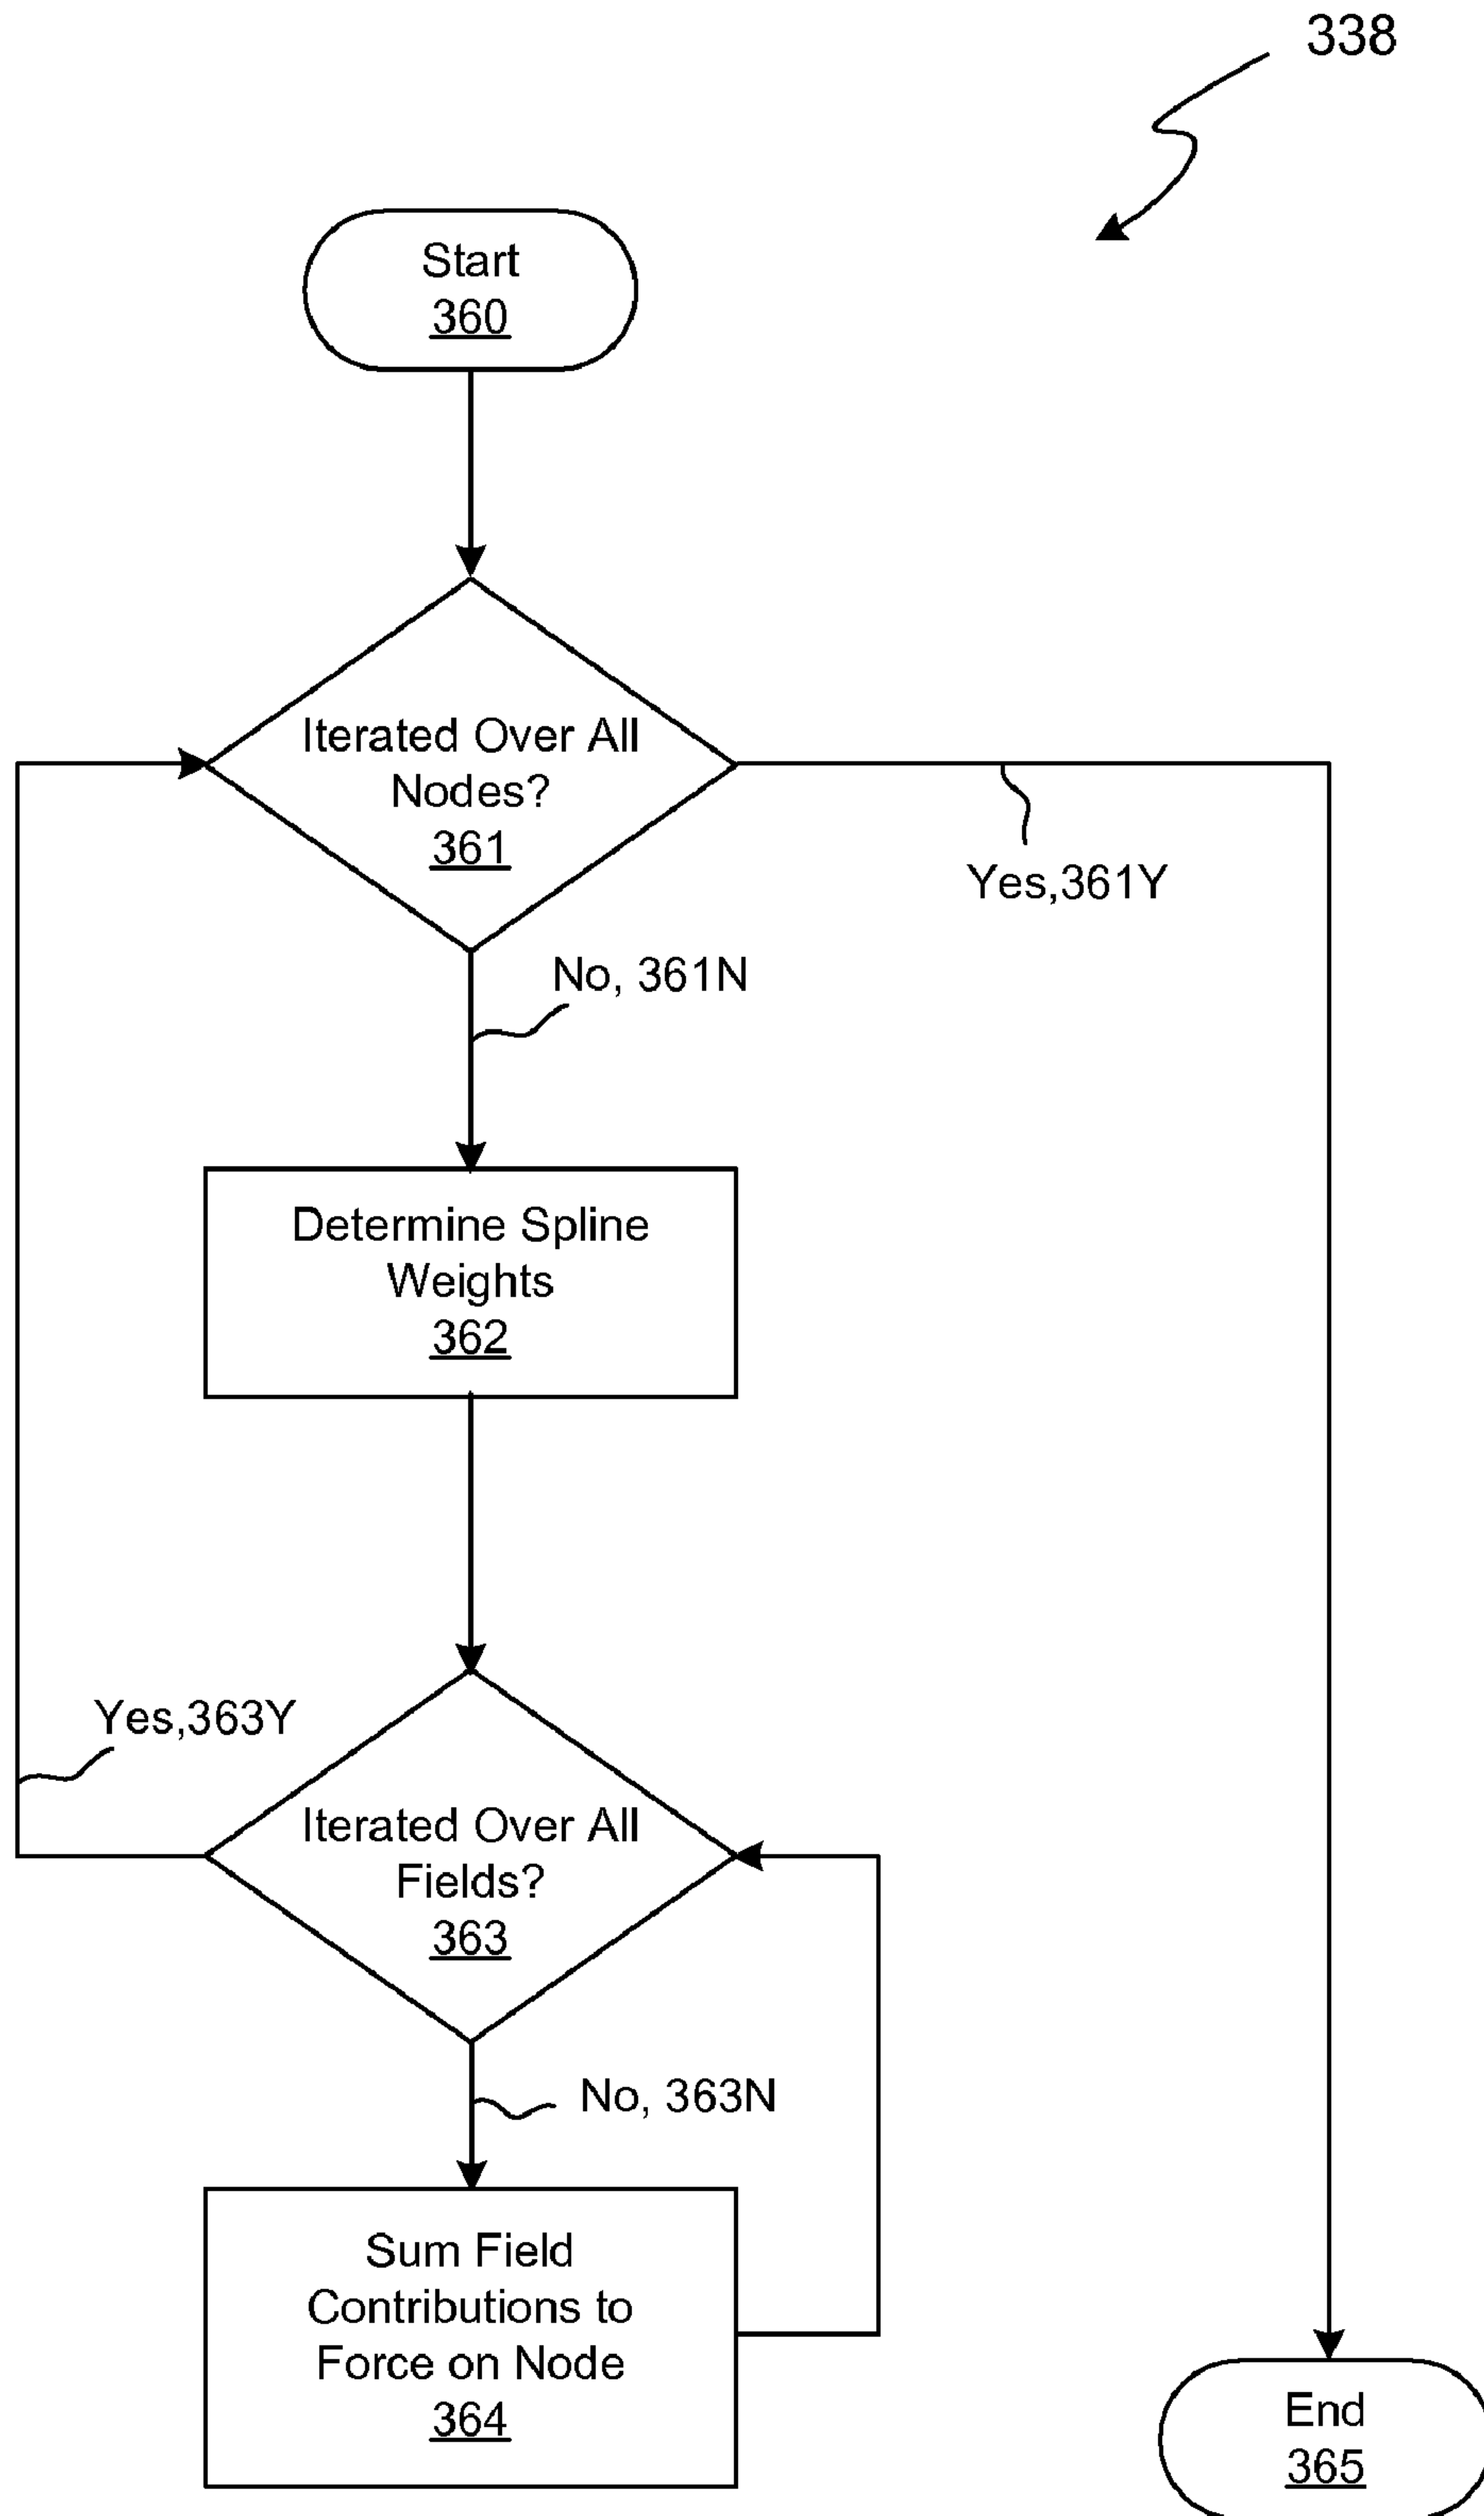 338
Start
360
Iterated Over All
Nodes?
361
Yes,361Y
No, 361N
Determine Spline
Weights
362
Yes,363Y
Iterated Over All
Fields?
363
No, 363N
Sum Field
Contributions to
Force on Node
364
End
365